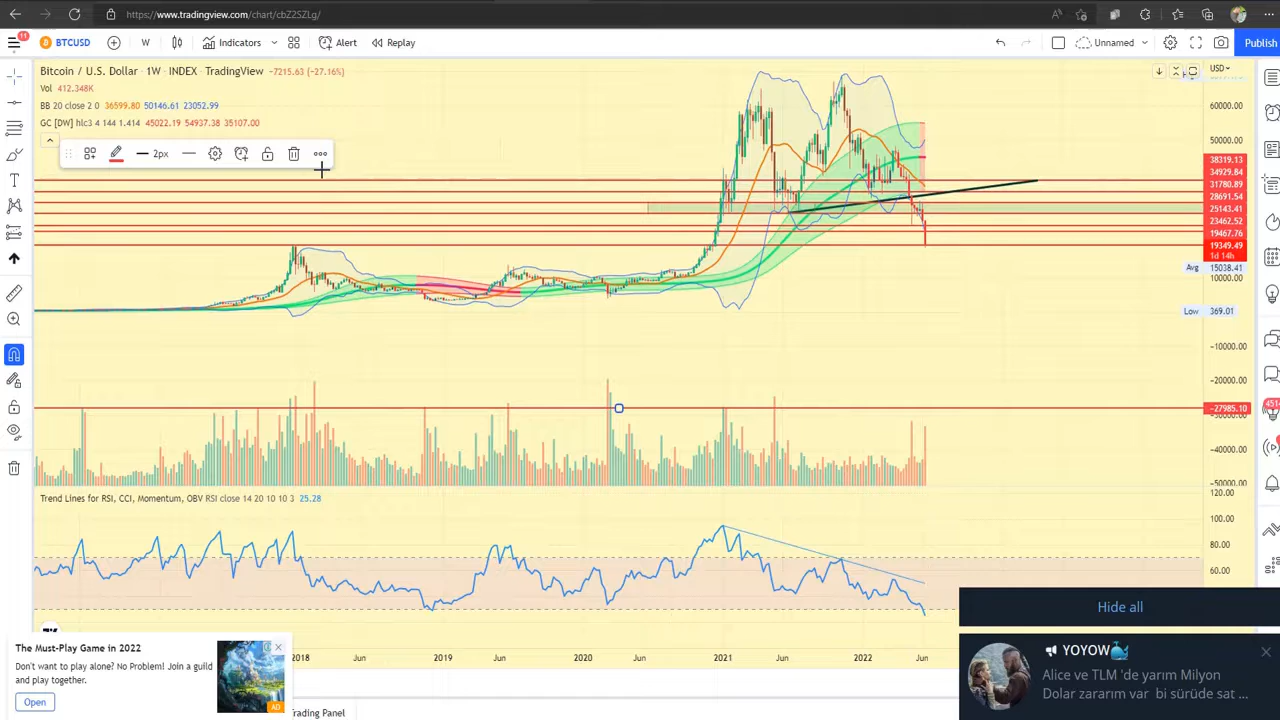 https://www.tradingview.com/chart/cbZ2SZLg/
11
BTCUSD
W
Indicators
Alert
Replay
Unnamed
Publish
Bitcoin / U.S. Dollar · 1W · INDEX · TradingView −7215.63 (−27.16%)
USD
Vol 412.348K
BB 20 close 2 0 36599.80 50146.61 23052.99
GC [DW] hlc3 4 144 1.414 45022.19 54937.38 35107.00
2px
60000.00
50000.00
38319.13
34929.84
31780.89
28691.54
25143.41
23462.52
19467.76
19349.49
1d 14h
Avg 15038.41
10000.00
Low 369.01
−10000.00
−20000.00
−27985.10
−40000.00
−50000.00
Trend Lines for RSI, CCI, Momentum, OBV RSI close 14 20 10 10 3 25.28
120.00
100.00
80.00
60.00
2018
Jun
2019
Jun
2020
Jun
2021
Jun
2022
Jun
The Must-Play Game in 2022
Don't want to play alone? No Problem! Join a guild
and play together.
Open
AD
Trading Panel
Hide all
YOYOW
Alice ve TLM 'de yarım Milyon
Dolar zararım var bi sürüde sat ...